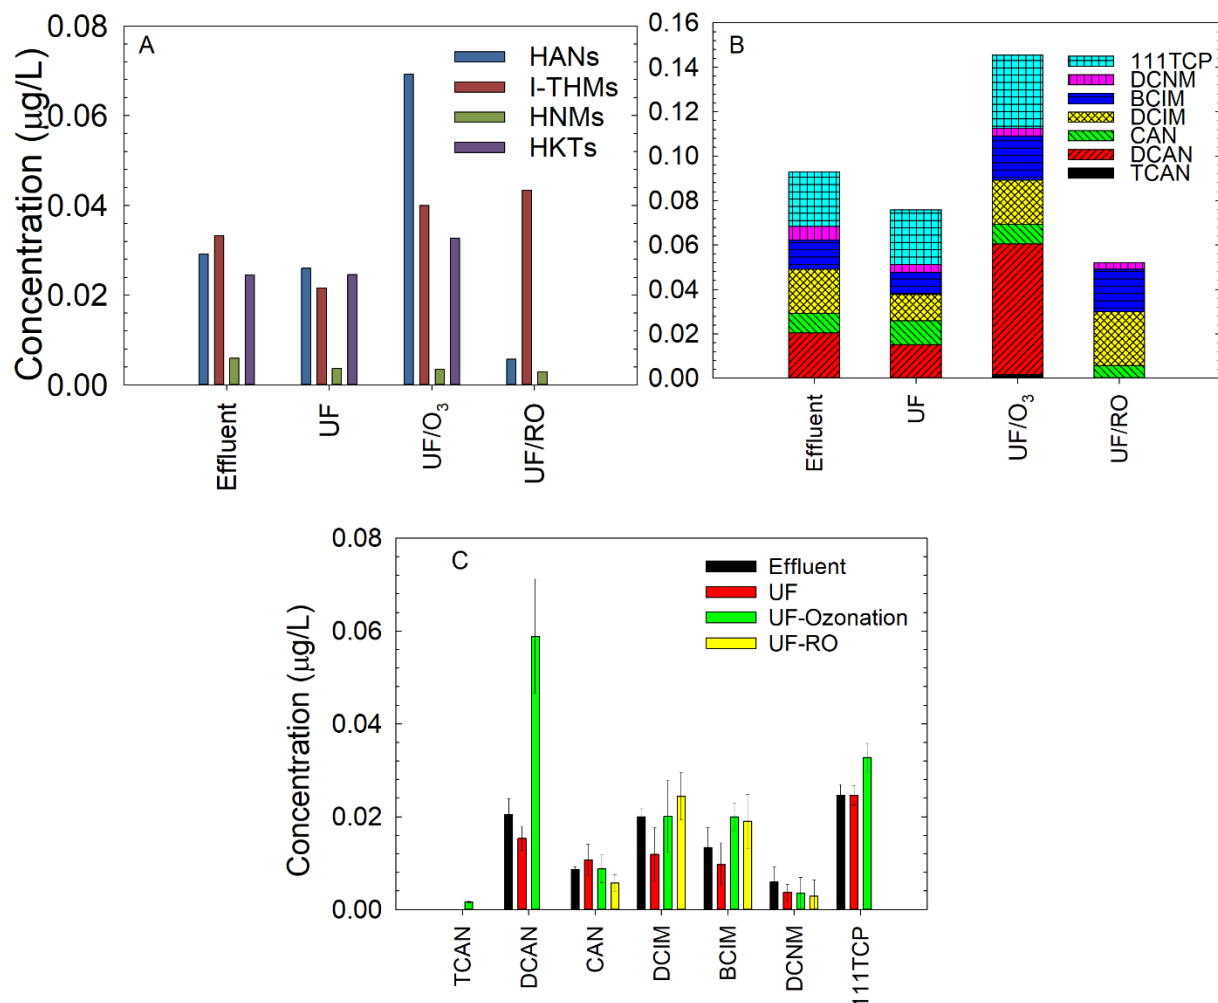 A
Concentration (µg/L)
0.08
0.06
0.04
0.02
0.00
HANs
I-THMs
HNMs
HKTs
Effluent
UF
UF/O₃
UF/RO
B
0.16
0.14
0.12
0.10
0.08
0.06
0.04
0.02
0.00
111TCP
DCNM
BCIM
DCIM
CAN
DCAN
TCAN
Effluent
UF
UF/O₃
UF/RO
C
Concentration (µg/L)
0.08
0.06
0.04
0.02
0.00
Effluent
UF
UF-Ozonation
UF-RO
TCAN
DCAN
CAN
DCIM
BCIM
DCNM
111TCP